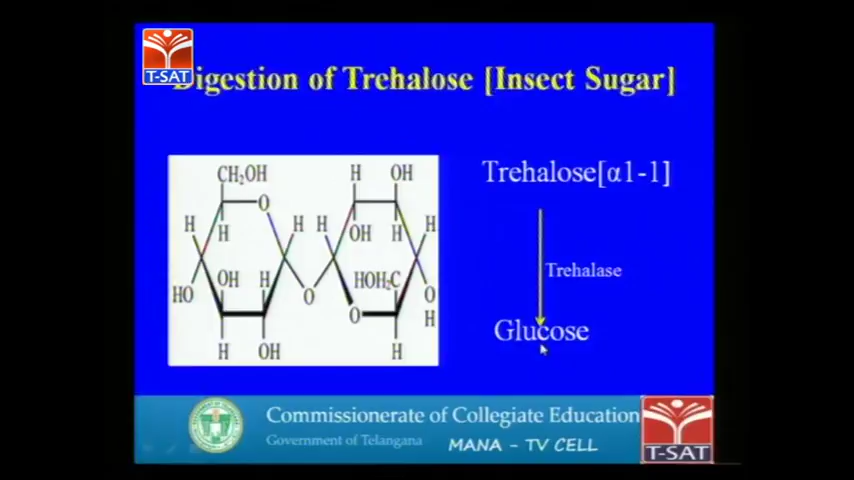 T-SAT
Digestion of Trehalose [Insect Sugar]
CH₂OH
O
H
H
OH
H
HO
H
OH
H
O
H
OH
H
H
OH
OH
H
H
HOH₂C
O
H
O
H
Trehalose[α1-1]
Trehalase
Glucose
Commissionerate of Collegiate Education
Government of Telangana
MANA - TV CELL
T-SAT